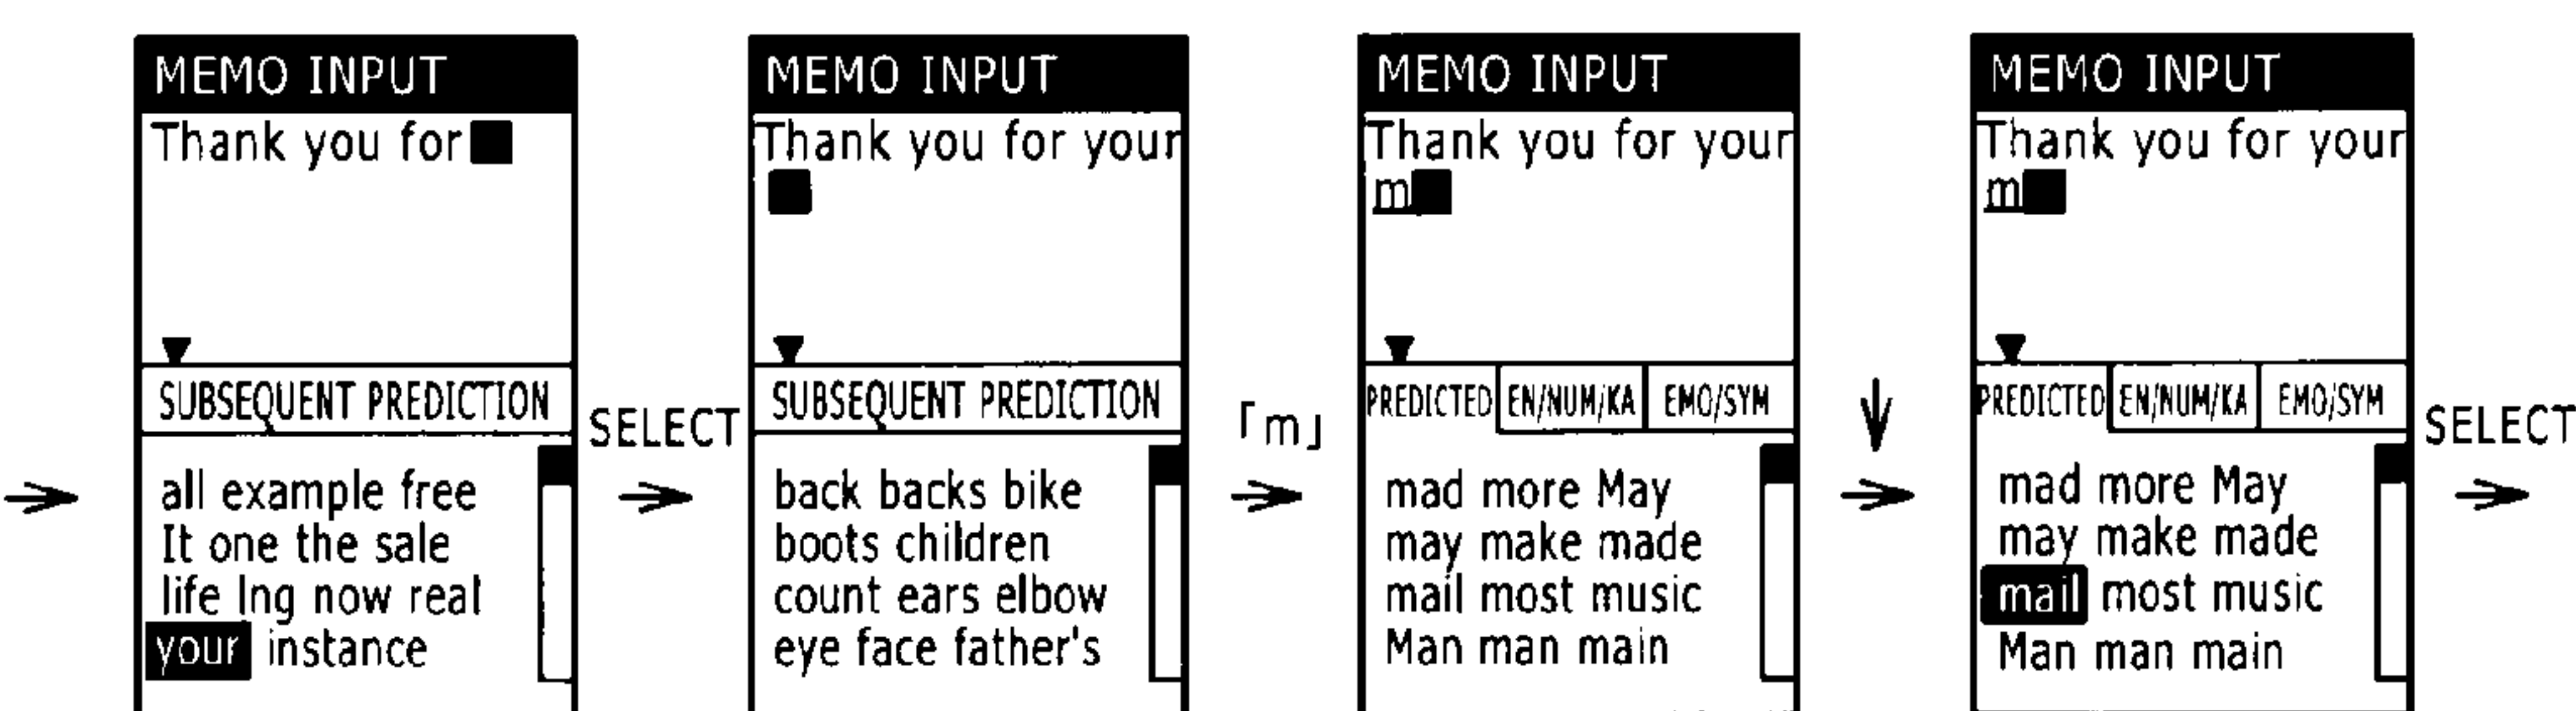 MEMO INPUT
Thank you for
SUBSEQUENT PREDICTION
all example free
It one the sale
life lng now real
your instance
SELECT
MEMO INPUT
Thank you for your
SUBSEQUENT PREDICTION
back backs bike
boots children
count ears elbow
eye face father's
「m」
MEMO INPUT
Thank you for your
m
PREDICTED EN/NUM/KA EMO/SYM
mad more May
may make made
mail most music
Man man main
MEMO INPUT
Thank you for your
m
PREDICTED EN/NUM/KA EMO/SYM
mad more May
may make made
mail most music
Man man main
SELECT